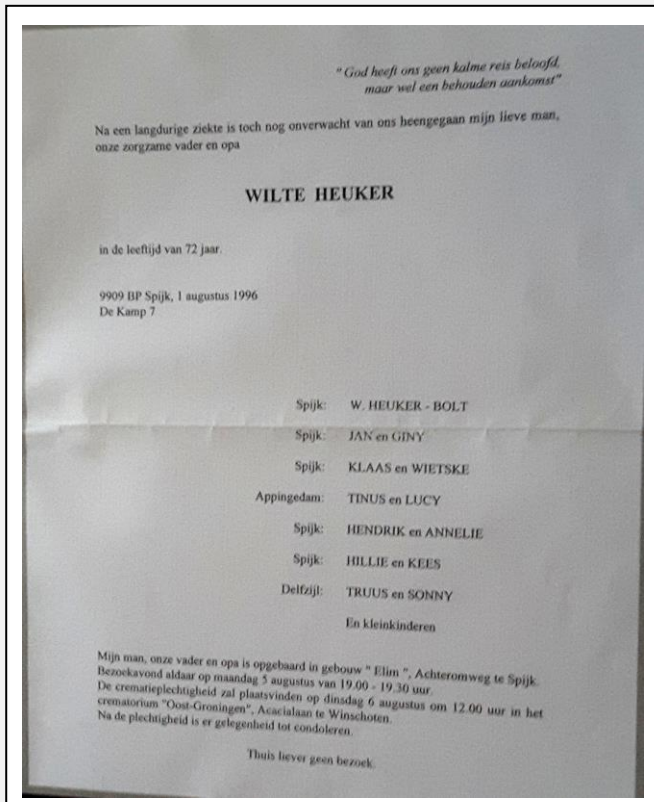 " God heeft ons geen kalme reis beloofd,
maar wel een behouden aankomst"
Na een langdurige ziekte is toch nog onverwacht van ons heengegaan mijn lieve man,
onze zorgzame vader en opa
WILTE HEUKER
in de leeftijd van 72 jaar.
9909 BP Spijk, 1 augustus 1996
De Kamp 7
Spijk: W. HEUKER - BOLT
Spijk: JAN en GINY
Spijk: KLAAS en WIETSKE
Appingedam: TINUS en LUCY
Spijk: HENDRIK en ANNELIE
Spijk: HILLIE en KEES
Delfzijl: TRUUS en SONNY
En kleinkinderen
Mijn man, onze vader en opa is opgebaard in gebouw " Elim ", Achteromweg te Spijk.
Bezoekavond aldaar op maandag 5 augustus van 19.00 - 19.30 uur.
De crematieplechtigheid zal plaatsvinden op dinsdag 6 augustus om 12.00 uur in het
crematorium "Oost-Groningen", Acacialaan te Winschoten.
Na de plechtigheid is er gelegenheid tot condoleren.
Thuis liever geen bezoek.